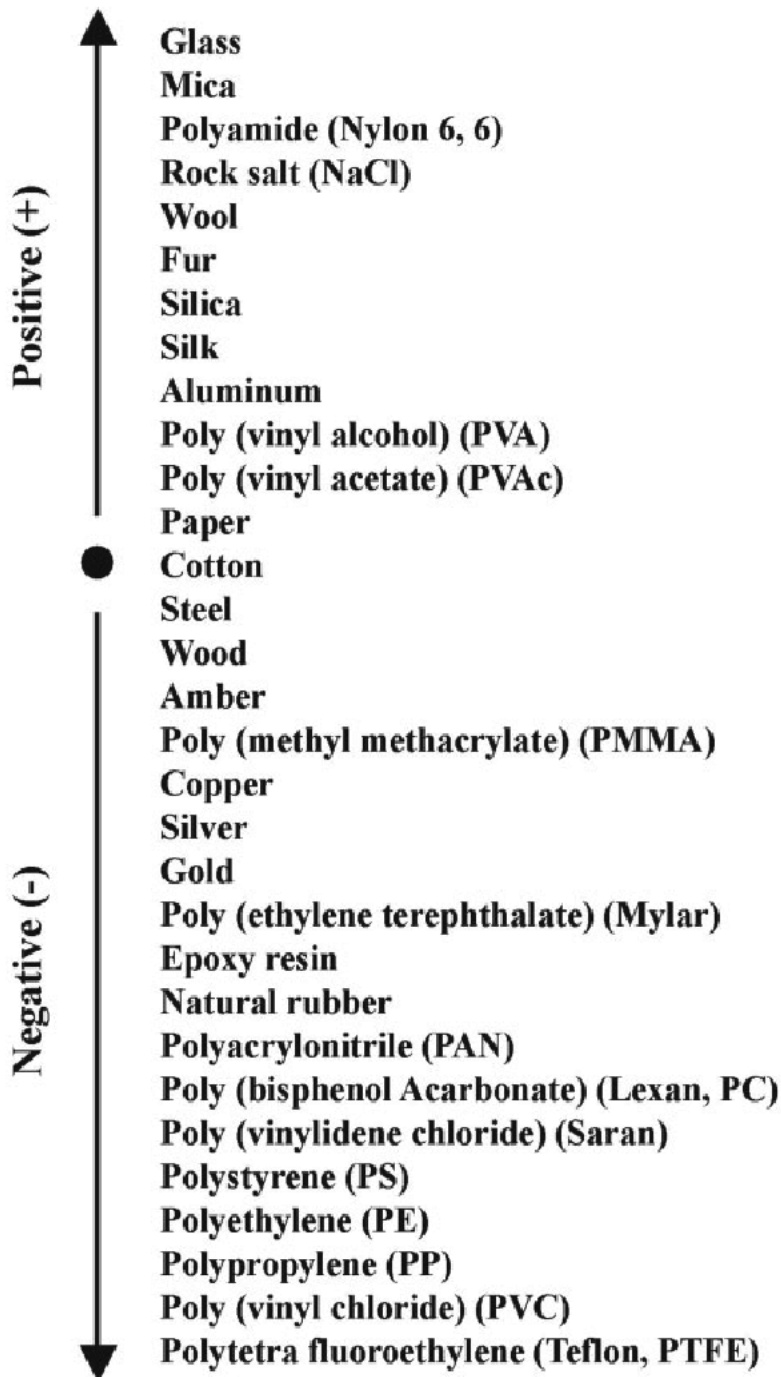 Positive (+)
Negative (-)
Glass
Mica
Polyamide (Nylon 6, 6)
Rock salt (NaCl)
Wool
Fur
Silica
Silk
Aluminum
Poly (vinyl alcohol) (PVA)
Poly (vinyl acetate) (PVAc)
Paper
Cotton
Steel
Wood
Amber
Poly (methyl methacrylate) (PMMA)
Copper
Silver
Gold
Poly (ethylene terephthalate) (Mylar)
Epoxy resin
Natural rubber
Polyacrylonitrile (PAN)
Poly (bisphenol Acarbonate) (Lexan, PC)
Poly (vinylidene chloride) (Saran)
Polystyrene (PS)
Polyethylene (PE)
Polypropylene (PP)
Poly (vinyl chloride) (PVC)
Polytetra fluoroethylene (Teflon, PTFE)